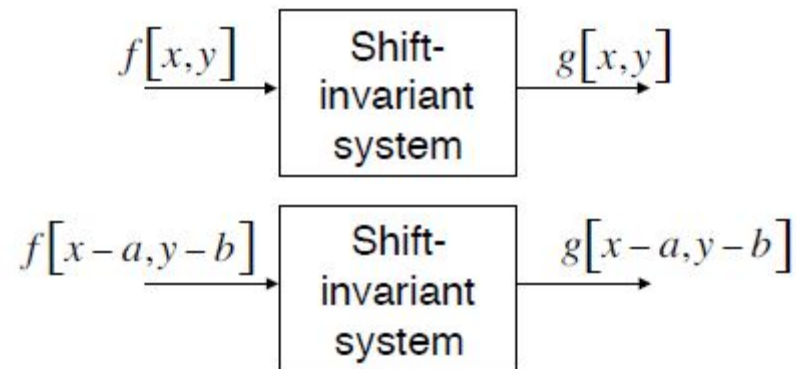 f[x,y]
Shift-
invariant
system
g[x,y]
f[x–a,y–b]
Shift-
invariant
system
g[x–a,y–b]